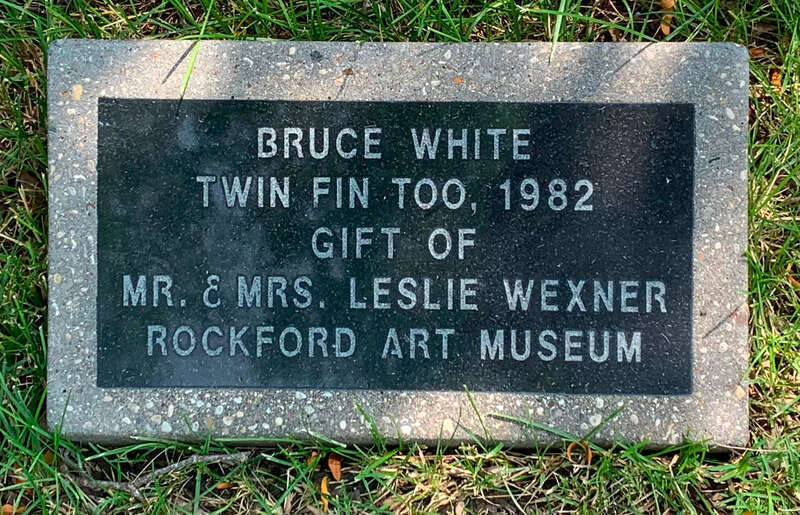 BRUCE WHITE
TWIN FIN TOO, 1982
GIFT OF
MR. & MRS. LESLIE WEXNER
ROCKFORD ART MUSEUM